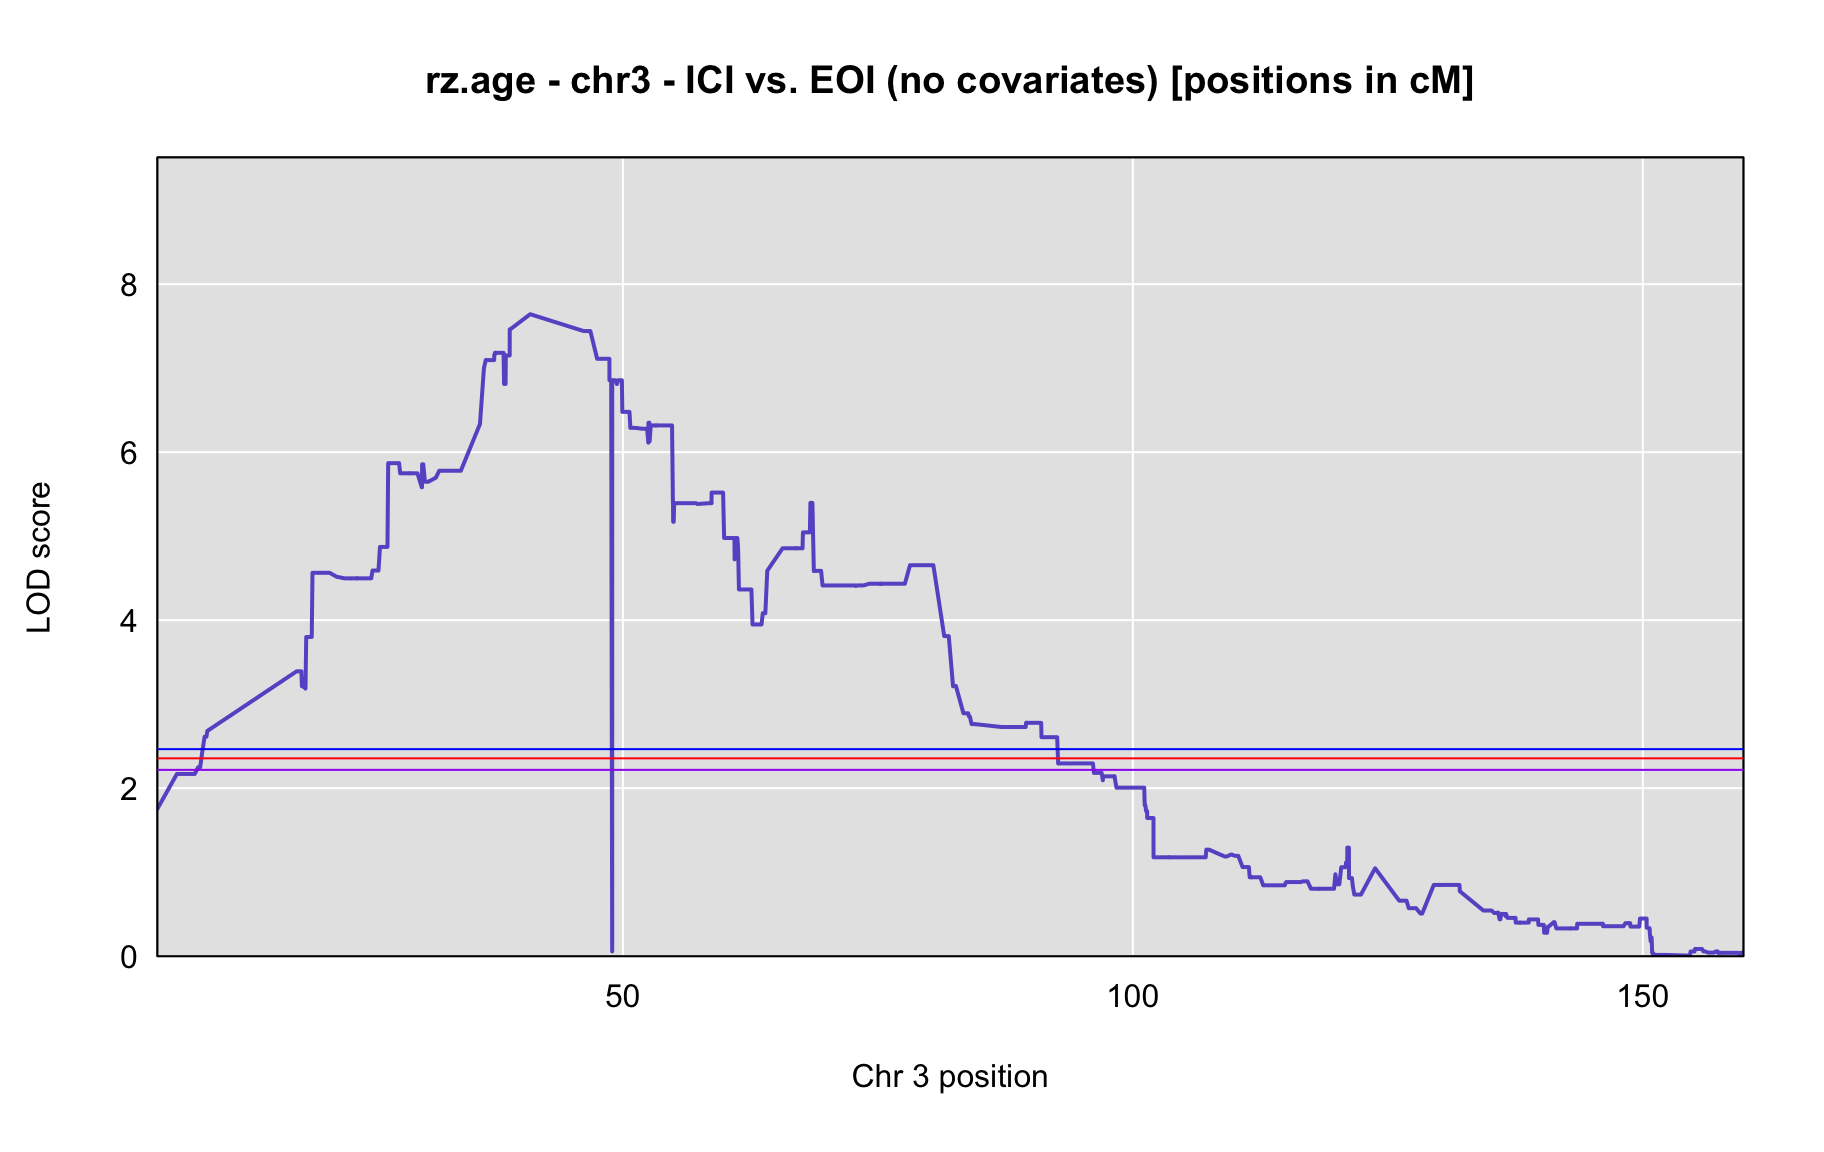 rz.age - chr3 - ICI vs. EOI (no covariates) [positions in cM]
8
6
4
2
0
LOD score
50 100 150
Chr 3 position